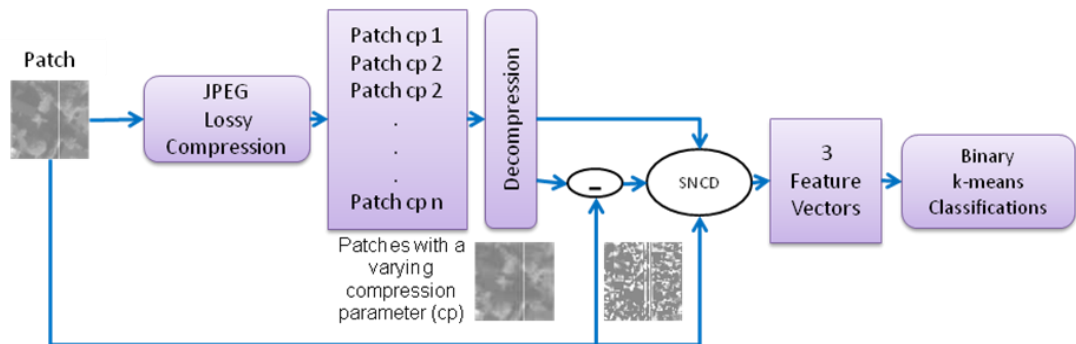 Patch
JPEG
Lossy
Compression
Patch cp 1
Patch cp 2
Patch cp 2
.
.
.
Patch cp n
Patches with a
varying
compression
parameter (cp)
Decompression
-
SNCD
3
Feature
Vectors
Binary
k-means
Classifications